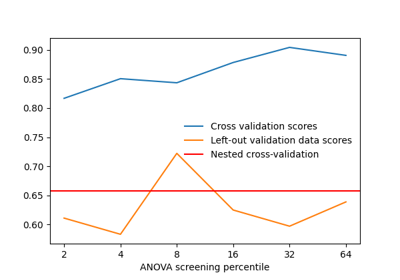 0.90
0.85
0.80
0.75
0.70
0.65
0.60
Cross validation scores
Left-out validation data scores
Nested cross-validation
2 4 8 16 32 64
ANOVA screening percentile